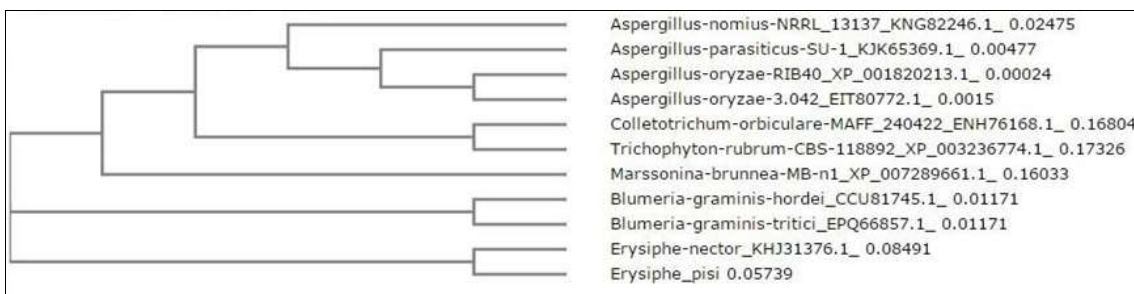 Aspergillus-nomius-NRRL_13137_KNG82246.1_ 0.02475
Aspergillus-parasiticus-SU-1_KJK65369.1_ 0.00477
Aspergillus-oryzae-RIB40_XP_001820213.1_ 0.00024
Aspergillus-oryzae-3.042_EIT80772.1_ 0.0015
Colletotrichum-orbiculare-MAFF_240422_ENH76168.1_ 0.16804
Trichophyton-rubrum-CBS-118892_XP_003236774.1_ 0.17326
Marssonina-brunnea-MB-n1_XP_007289661.1_ 0.16033
Blumeria-graminis-hordei_CCU81745.1_ 0.01171
Blumeria-graminis-tritici_EPQ66857.1_ 0.01171
Erysiphe-nector_KHJ31376.1_ 0.08491
Erysiphe_pisi 0.05739